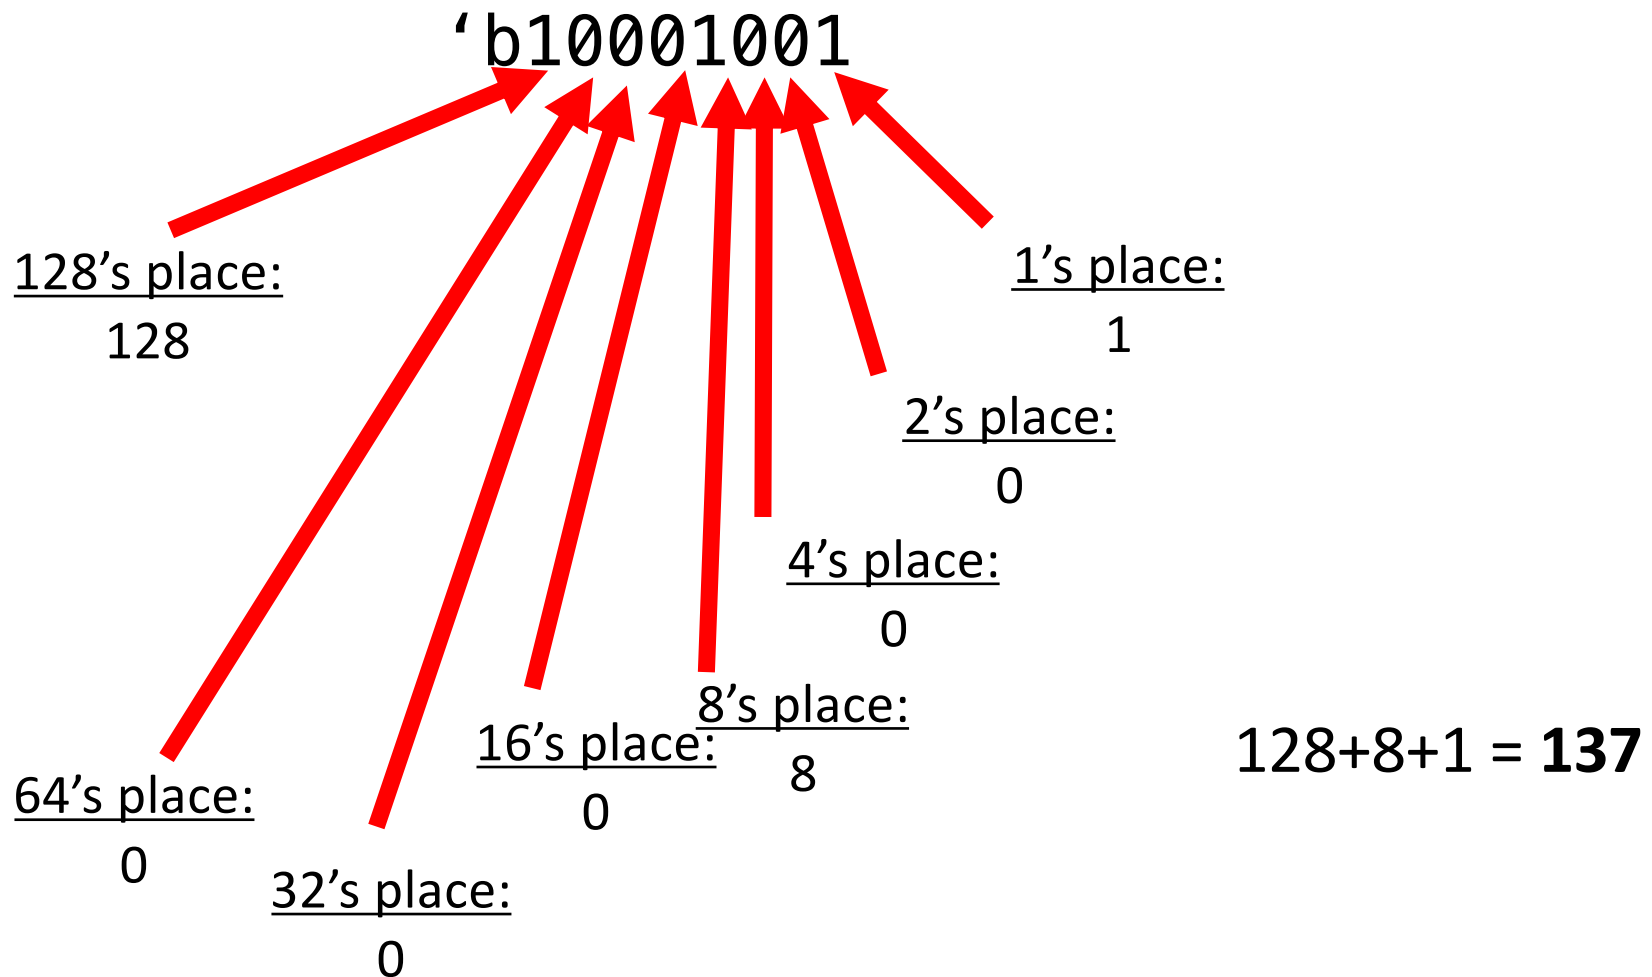 ‘b10001001
128’s place:
128
1’s place:
1
2’s place:
0
4’s place:
0
8’s place:
8
16’s place:
0
64’s place:
0
32’s place:
0
128+8+1 = 137